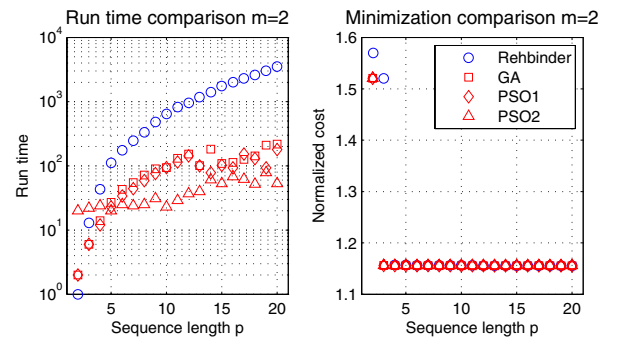 Run time comparison m=2
10^4
10^3
10^2
10^1
10^0
Run time
5
10
15
20
Sequence length p
Minimization comparison m=2
1.6
1.5
1.4
1.3
1.2
1.1
Normalized cost
Rehbinder
GA
PSO1
PSO2
5
10
15
20
Sequence length p